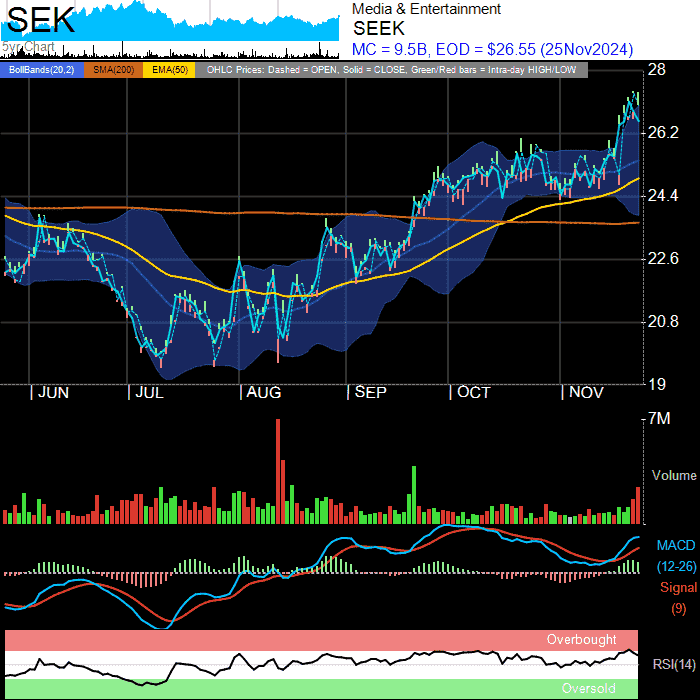 SEK
5yr Chart
Media & Entertainment
SEEK
MC = 9.5B, EOD = $26.55 (25Nov2024)
BollBands(20,2) SMA(200) EMA(50) OHLC Prices: Dashed = OPEN, Solid = CLOSE, Green/Red bars = Intra-day HIGH/LOW
28
26.2
24.4
22.6
20.8
19
| JUN | JUL | AUG | SEP | OCT | NOV
7M
Volume
MACD
(12-26)
Signal
(9)
Overbought
RSI(14)
Oversold